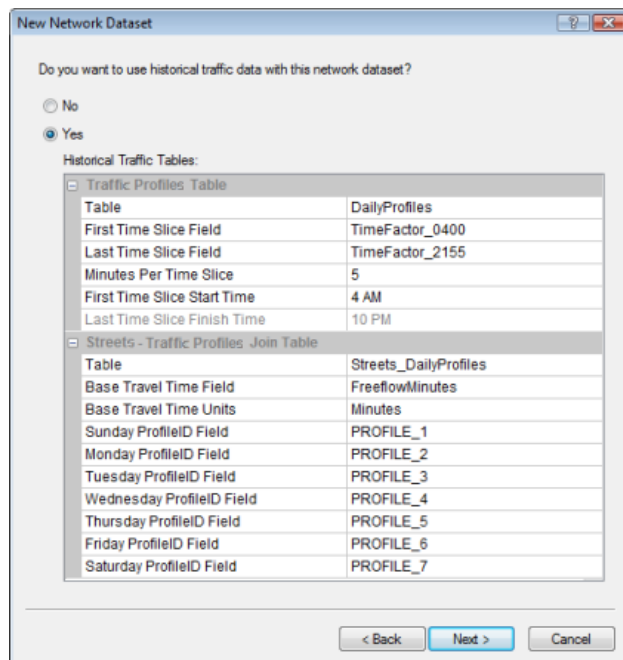 New Network Dataset
Do you want to use historical traffic data with this network dataset?
No
Yes
Historical Traffic Tables:
Traffic Profiles Table
Table DailyProfiles
First Time Slice Field TimeFactor_0400
Last Time Slice Field TimeFactor_2155
Minutes Per Time Slice 5
First Time Slice Start Time 4 AM
Last Time Slice Finish Time 10 PM
Streets - Traffic Profiles Join Table
Table Streets_DailyProfiles
Base Travel Time Field FreeflowMinutes
Base Travel Time Units Minutes
Sunday ProfileID Field PROFILE_1
Monday ProfileID Field PROFILE_2
Tuesday ProfileID Field PROFILE_3
Wednesday ProfileID Field PROFILE_4
Thursday ProfileID Field PROFILE_5
Friday ProfileID Field PROFILE_6
Saturday ProfileID Field PROFILE_7
< Back Next > Cancel